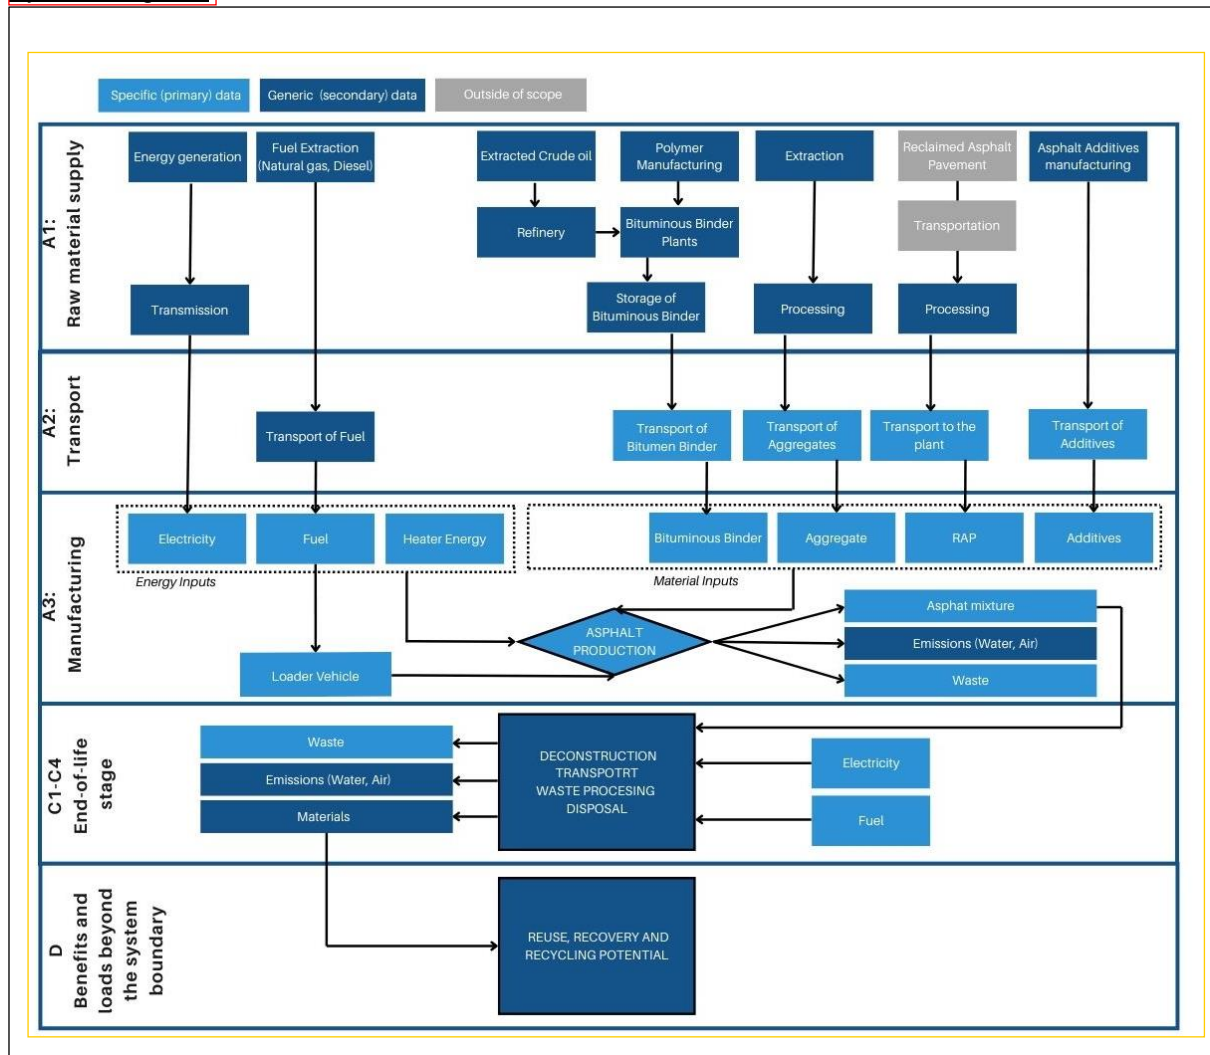 Specific (primary) data
Generic (secondary) data
Outside of scope
A1:
Raw material supply
Energy generation
Fuel Extraction
(Natural gas, Diesel)
Extracted Crude oil
Polymer
Manufacturing
Extraction
Reclaimed Asphalt
Pavement
Asphalt Additives
manufacturing
Refinery
Bituminous Binder
Plants
Transportation
Transmission
Storage of
Bituminous Binder
Processing
Processing
A2:
Transport
Transport of Fuel
Transport of
Bitumen Binder
Transport of
Aggregates
Transport to the
plant
Transport of
Additives
A3:
Manufacturing
Electricity
Fuel
Heater Energy
Bituminous Binder
Aggregate
RAP
Additives
Energy Inputs
Material Inputs
ASPHALT
PRODUCTION
Asphat mixture
Emissions (Water, Air)
Waste
Loader Vehicle
C1-C4
End-of-life
stage
Waste
Emissions (Water, Air)
Materials
DECONSTRUCTION
TRANSPOTRT
WASTE PROCESING
DISPOSAL
Electricity
Fuel
D
Benefits and
loads beyond
the system
boundary
REUSE, RECOVERY AND
RECYCLING POTENTIAL